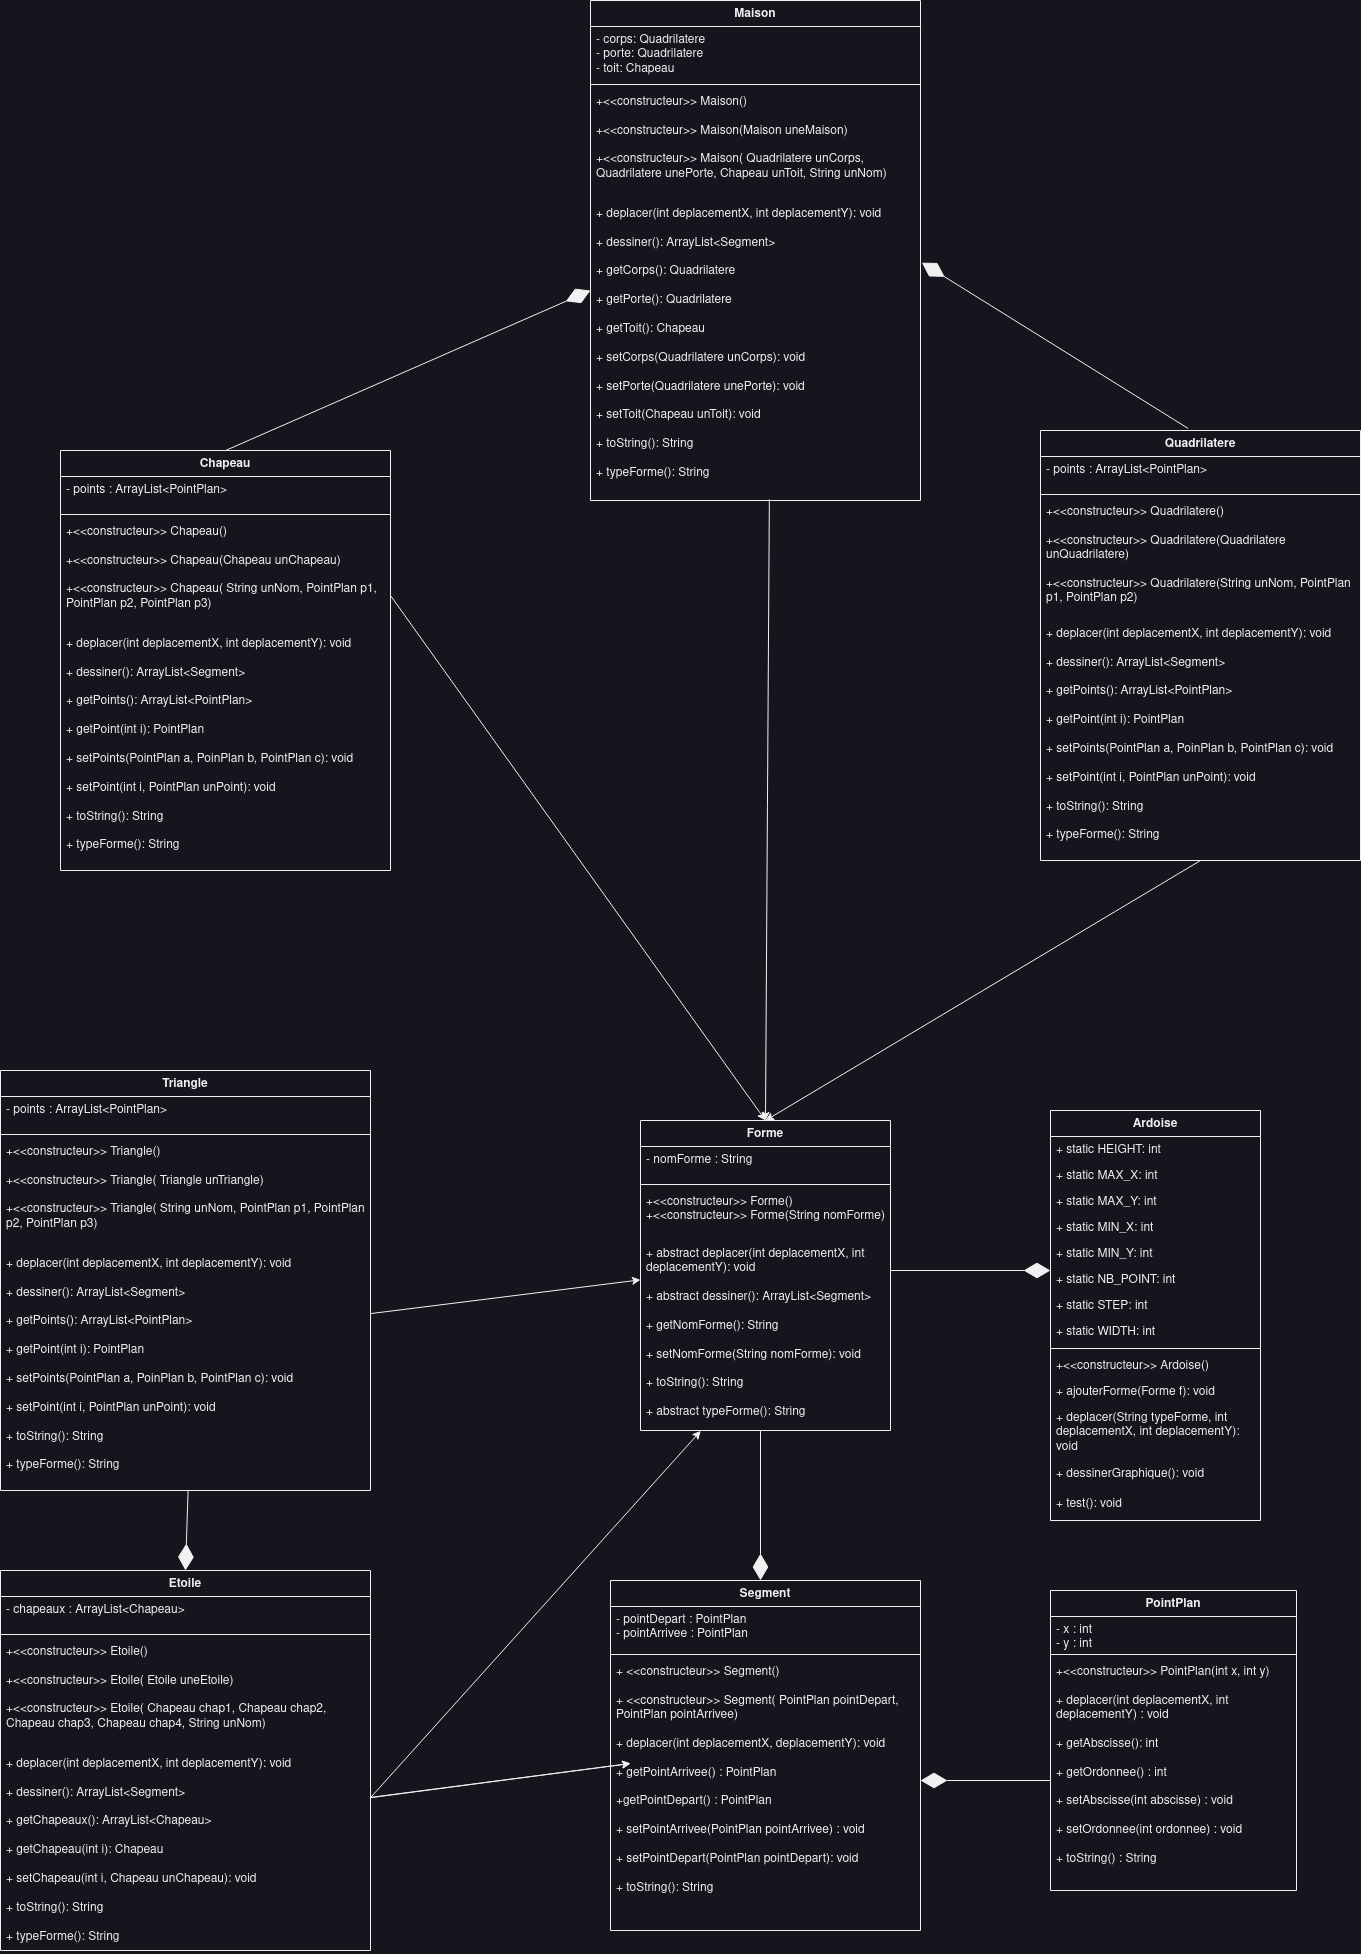 Maison
- corps: Quadrilatere
- porte: Quadrilatere
- toit: Chapeau
+<<constructeur>> Maison()
+<<constructeur>> Maison(Maison uneMaison)
+<<constructeur>> Maison( Quadrilatere unCorps,
Quadrilatere unePorte, Chapeau unToit, String unNom)
+ deplacer(int deplacementX, int deplacementY): void
+ dessiner(): ArrayList<Segment>
+ getCorps(): Quadrilatere
+ getPorte(): Quadrilatere
+ getToit(): Chapeau
+ setCorps(Quadrilatere unCorps): void
+ setPorte(Quadrilatere unePorte): void
+ setToit(Chapeau unToit): void
+ toString(): String
+ typeForme(): String
Chapeau
- points : ArrayList<PointPlan>
+<<constructeur>> Chapeau()
+<<constructeur>> Chapeau(Chapeau unChapeau)
+<<constructeur>> Chapeau( String unNom, PointPlan p1,
PointPlan p2, PointPlan p3)
+ deplacer(int deplacementX, int deplacementY): void
+ dessiner(): ArrayList<Segment>
+ getPoints(): ArrayList<PointPlan>
+ getPoint(int i): PointPlan
+ setPoints(PointPlan a, PoinPlan b, PointPlan c): void
+ setPoint(int i, PointPlan unPoint): void
+ toString(): String
+ typeForme(): String
Quadrilatere
- points : ArrayList<PointPlan>
+<<constructeur>> Quadrilatere()
+<<constructeur>> Quadrilatere(Quadrilatere
unQuadrilatere)
+<<constructeur>> Quadrilatere(String unNom, PointPlan
p1, PointPlan p2)
+ deplacer(int deplacementX, int deplacementY): void
+ dessiner(): ArrayList<Segment>
+ getPoints(): ArrayList<PointPlan>
+ getPoint(int i): PointPlan
+ setPoints(PointPlan a, PoinPlan b, PointPlan c): void
+ setPoint(int i, PointPlan unPoint): void
+ toString(): String
+ typeForme(): String
Triangle
- points : ArrayList<PointPlan>
+<<constructeur>> Triangle()
+<<constructeur>> Triangle( Triangle unTriangle)
+<<constructeur>> Triangle( String unNom, PointPlan p1, PointPlan
p2, PointPlan p3)
+ deplacer(int deplacementX, int deplacementY): void
+ dessiner(): ArrayList<Segment>
+ getPoints(): ArrayList<PointPlan>
+ getPoint(int i): PointPlan
+ setPoints(PointPlan a, PoinPlan b, PointPlan c): void
+ setPoint(int i, PointPlan unPoint): void
+ toString(): String
+ typeForme(): String
Forme
- nomForme : String
+<<constructeur>> Forme()
+<<constructeur>> Forme(String nomForme)
+ abstract deplacer(int deplacementX, int
deplacementY): void
+ abstract dessiner(): ArrayList<Segment>
+ getNomForme(): String
+ setNomForme(String nomForme): void
+ toString(): String
+ abstract typeForme(): String
Ardoise
+ static HEIGHT: int
+ static MAX_X: int
+ static MAX_Y: int
+ static MIN_X: int
+ static MIN_Y: int
+ static NB_POINT: int
+ static STEP: int
+ static WIDTH: int
+<<constructeur>> Ardoise()
+ ajouterForme(Forme f): void
+ deplacer(String typeForme, int
deplacementX, int deplacementY):
void
+ dessinerGraphique(): void
+ test(): void
Etoile
- chapeaux : ArrayList<Chapeau>
+<<constructeur>> Etoile()
+<<constructeur>> Etoile( Etoile uneEtoile)
+<<constructeur>> Etoile( Chapeau chap1, Chapeau chap2,
Chapeau chap3, Chapeau chap4, String unNom)
+ deplacer(int deplacementX, int deplacementY): void
+ dessiner(): ArrayList<Segment>
+ getChapeaux(): ArrayList<Chapeau>
+ getChapeau(int i): Chapeau
+ setChapeau(int i, Chapeau unChapeau): void
+ toString(): String
+ typeForme(): String
Segment
- pointDepart : PointPlan
- pointArrivee : PointPlan
+ <<constructeur>> Segment()
+ <<constructeur>> Segment( PointPlan pointDepart,
PointPlan pointArrivee)
+ deplacer(int deplacementX, deplacementY): void
+ getPointArrivee() : PointPlan
+getPointDepart() : PointPlan
+ setPointArrivee(PointPlan pointArrivee) : void
+ setPointDepart(PointPlan pointDepart): void
+ toString(): String
PointPlan
- x : int
- y : int
+<<constructeur>> PointPlan(int x, int y)
+ deplacer(int deplacementX, int
deplacementY) : void
+ getAbscisse(): int
+ getOrdonnee() : int
+ setAbscisse(int abscisse) : void
+ setOrdonnee(int ordonnee) : void
+ toString() : String